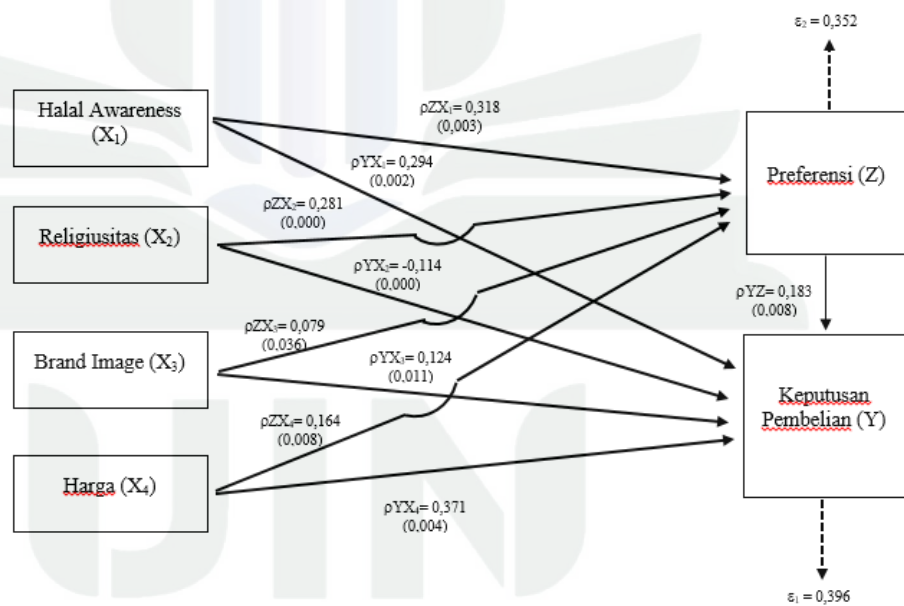 ε₂ = 0,352
Halal Awareness
(X₁)
ρZX₁= 0,318
(0,003)
ρYX₁= 0,294
(0,002)
Preferensi (Z)
ρZX₂= 0,281
(0,000)
Religiusitas (X₂)
ρYX₂= -0,114
(0,000)
ρYZ= 0,183
(0,008)
ρZX₃= 0,079
(0,036)
Brand Image (X₃)
ρYX₃= 0,124
(0,011)
Keputusan
Pembelian (Y)
ρZX₄= 0,164
(0,008)
Harga (X₄)
ρYX₄= 0,371
(0,004)
ε₁ = 0,396
UIN